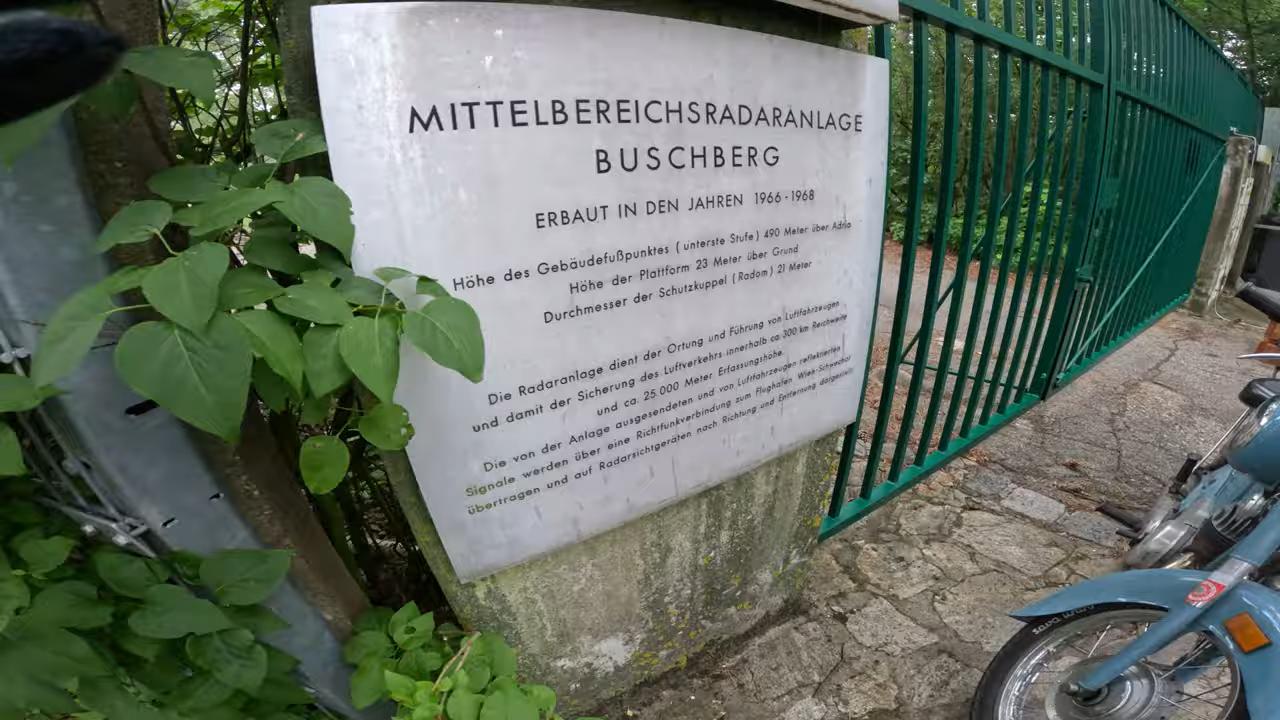 MITTELBEREICHSRADARANLAGE
BUSCHBERG
ERBAUT IN DEN JAHREN 1966-1968
Höhe des Gebäudefußpunktes (unterste Stufe) 490 Meter über Adria
Höhe der Plattform 23 Meter über Grund
Durchmesser der Schutzkuppel (Radom) 21 Meter
Die Radaranlage dient der Ortung und Führung von Luftfahrzeugen
und damit der Sicherung des Luftverkehrs innerhalb ca. 300 km Reichweite
und ca. 25 000 Meter Erfassungshöhe.
Die von der Anlage ausgesendeten und von Luftfahrzeugen reflektierten
Signale werden über eine Richtfunkverbindung zum Flughafen Wien-Schwechat
übertragen und auf Radarsichtgeräten nach Richtung und Entfernung dargestellt